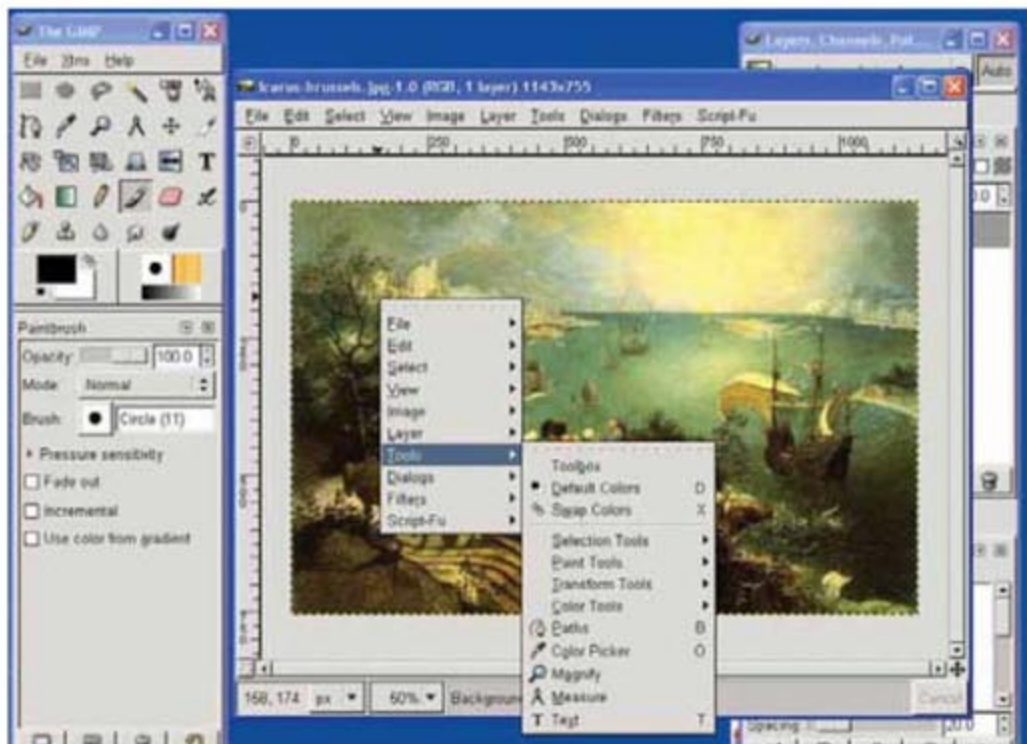 The GIMP
File Xtns Help
Paintbrush
Opacity: 100.0
Mode: Normal
Brush: Circle (11)
Pressure sensitivity
Fade out
Incremental
Use color from gradient
Icarus-brussels.jpg-1.0 (RGB, 1 layer) 1143x755
File Edit Select View Image Layer Tools Dialogs Filters Script-Fu
0 250 500 750 1000
File
Edit
Select
View
Image
Layer
Tools
Dialogs
Filters
Script-Fu
Toolbox
Default Colors D
Swap Colors X
Selection Tools
Paint Tools
Transform Tools
Color Tools
Paths B
Color Picker O
Magnify
Measure
T Text T
168, 174 px 60% Background
Cancel
Layers, Channels, Pat...
Auto
Spacing: 20.0